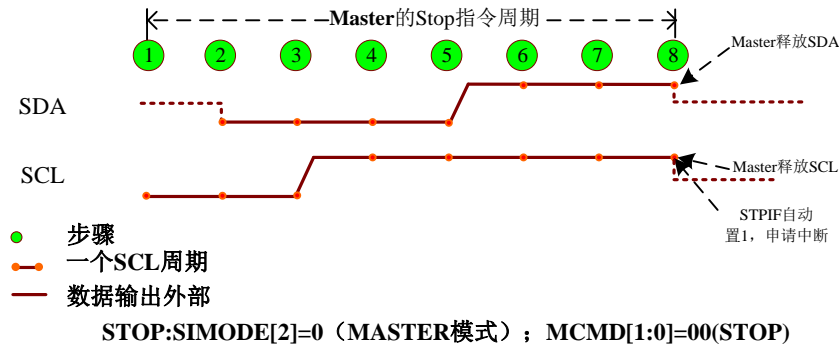 Master的Stop指令周期
1 2 3 4 5 6 7 8
Master释放SDA
SDA
SCL
Master释放SCL
STPIF自动
置1，申请中断
步骤
一个SCL周期
数据输出外部
STOP:SIMODE[2]=0（MASTER模式）；MCMD[1:0]=00(STOP)